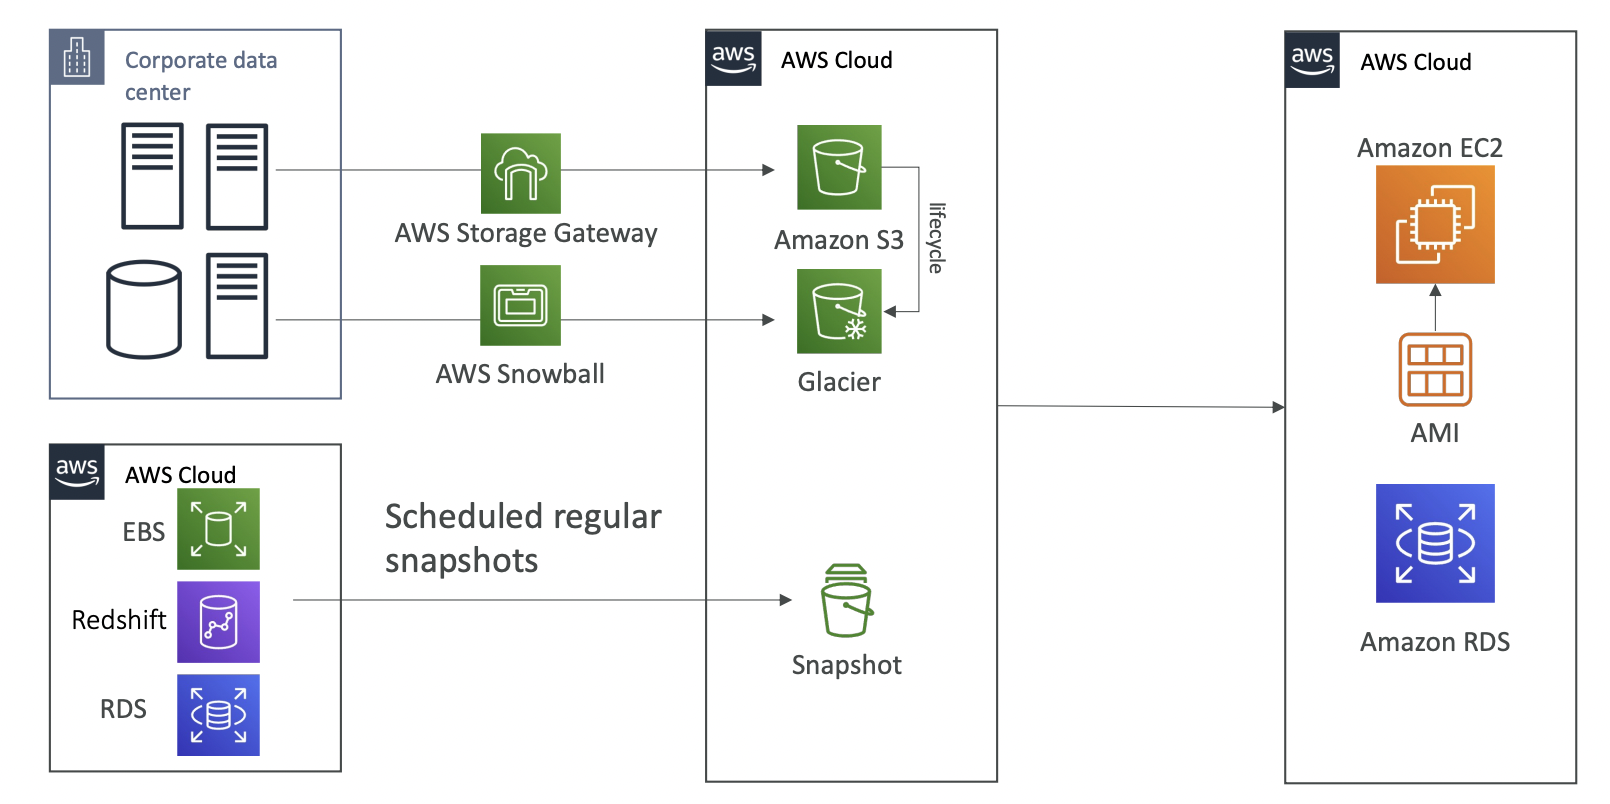 Corporate data
center
AWS Storage Gateway
AWS Snowball
aws
AWS Cloud
EBS
Redshift
RDS
Scheduled regular
snapshots
aws
AWS Cloud
Amazon S3
lifecycle
Glacier
Snapshot
aws
AWS Cloud
Amazon EC2
AMI
Amazon RDS